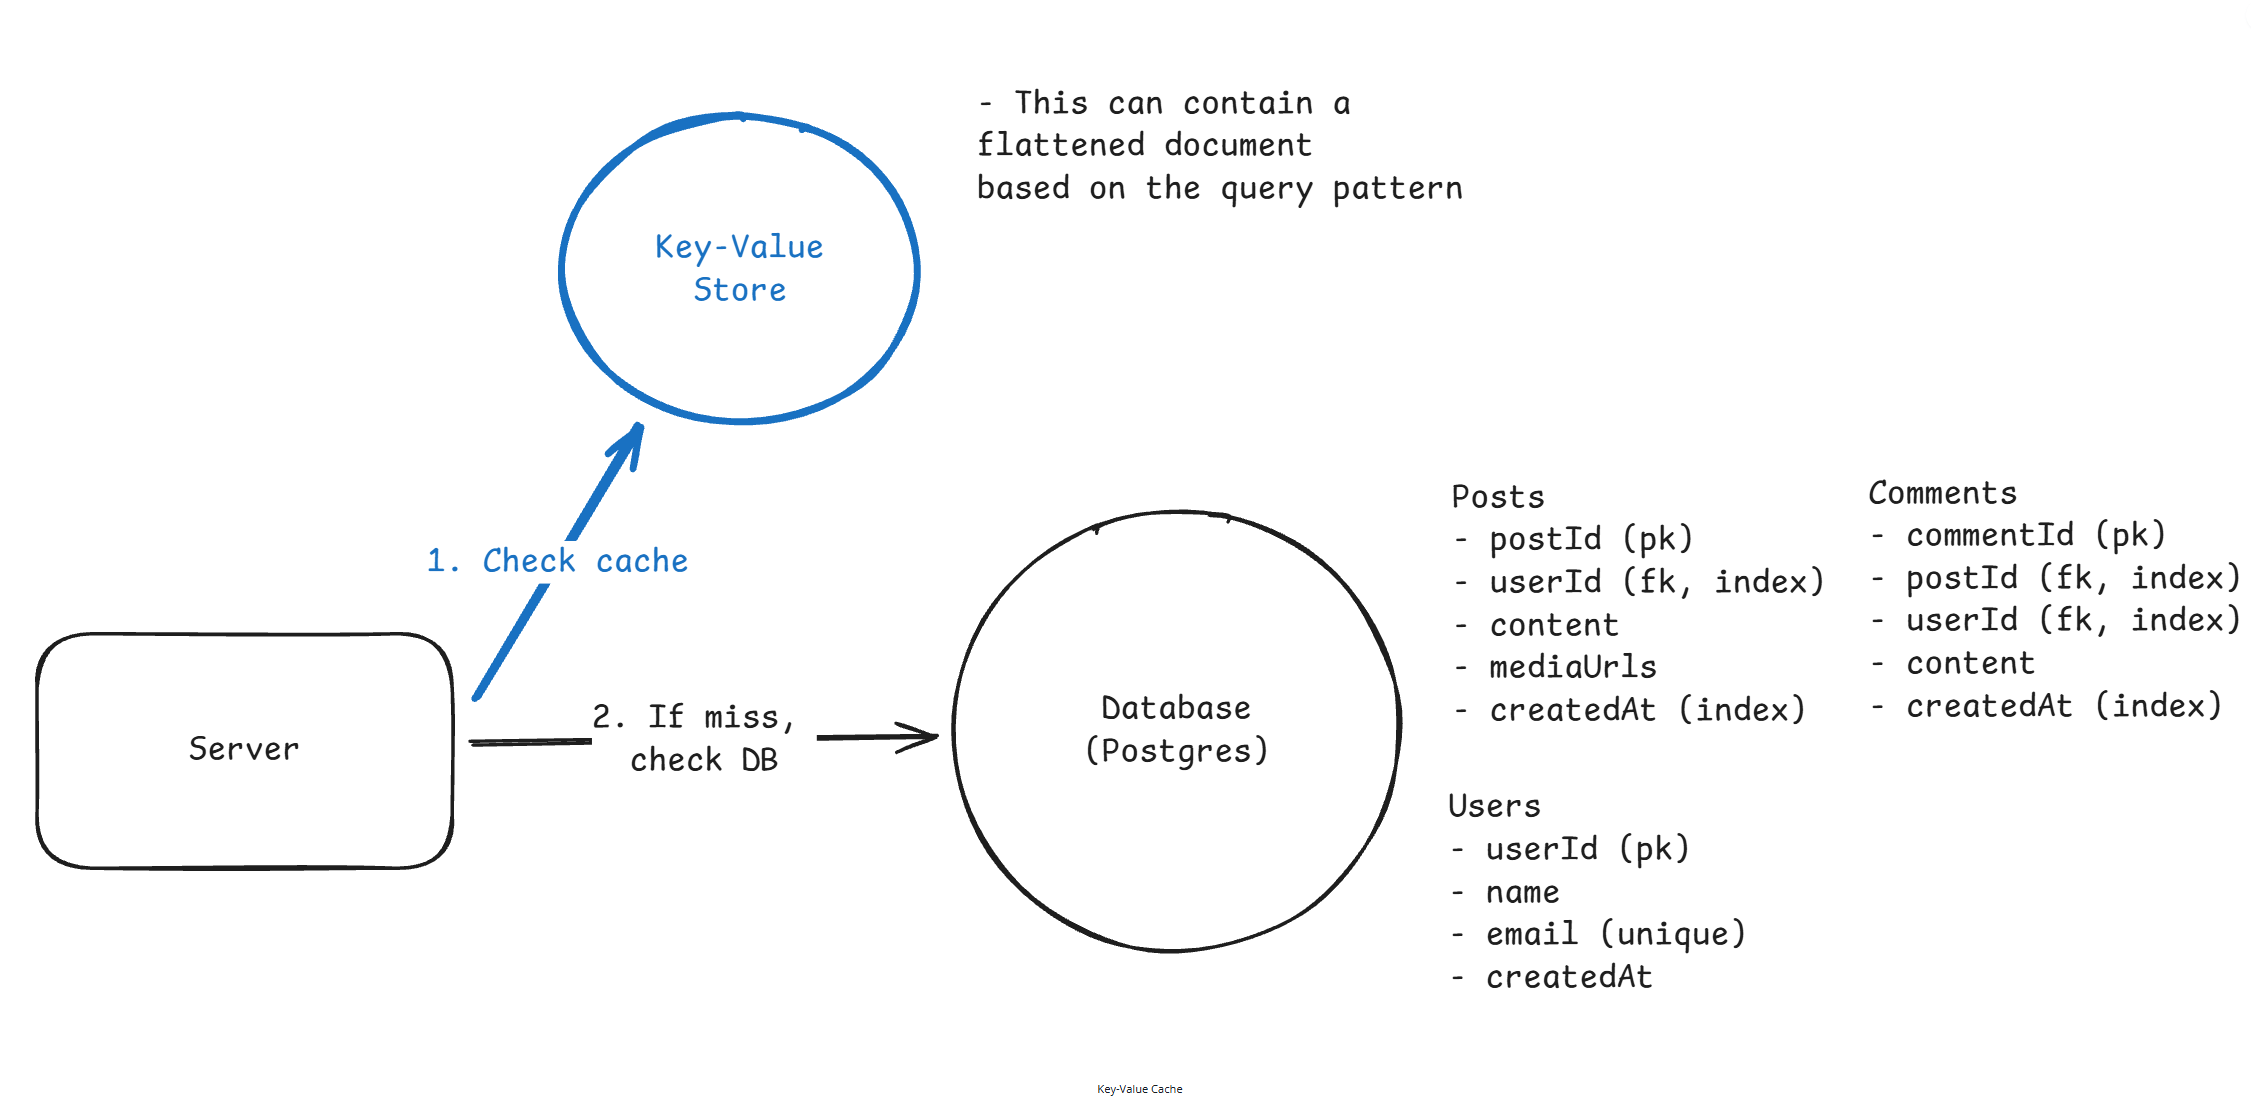 - This can contain a
flattened document
based on the query pattern
Key-Value
Store
1. Check cache
Server
2. If miss,
check DB
Database
(Postgres)
Posts
- postId (pk)
- userId (fk, index)
- content
- mediaUrls
- createdAt (index)
Comments
- commentId (pk)
- postId (fk, index)
- userId (fk, index)
- content
- createdAt (index)
Users
- userId (pk)
- name
- email (unique)
- createdAt
Key-Value Cache